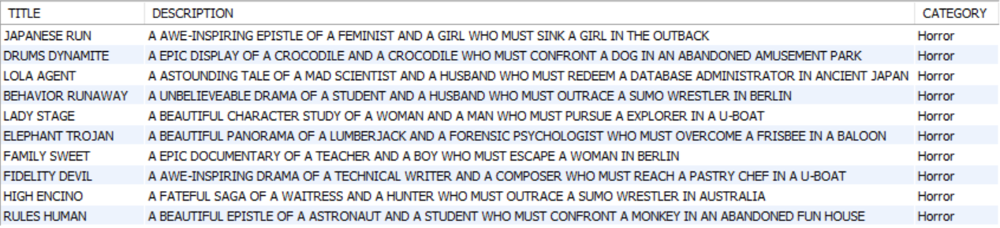 TITLE DESCRIPTION CATEGORY
JAPANESE RUN A AWE-INSPIRING EPISTLE OF A FEMINIST AND A GIRL WHO MUST SINK A GIRL IN THE OUTBACK Horror
DRUMS DYNAMITE A EPIC DISPLAY OF A CROCODILE AND A CROCODILE WHO MUST CONFRONT A DOG IN AN ABANDONED AMUSEMENT PARK Horror
LOLA AGENT A ASTOUNDING TALE OF A MAD SCIENTIST AND A HUSBAND WHO MUST REDEEM A DATABASE ADMINISTRATOR IN ANCIENT JAPAN Horror
BEHAVIOR RUNAWAY A UNBELIEVEABLE DRAMA OF A STUDENT AND A HUSBAND WHO MUST OUTRACE A SUMO WRESTLER IN BERLIN Horror
LADY STAGE A BEAUTIFUL CHARACTER STUDY OF A WOMAN AND A MAN WHO MUST PURSUE A EXPLORER IN A U-BOAT Horror
ELEPHANT TROJAN A BEAUTIFUL PANORAMA OF A LUMBERJACK AND A FORENSIC PSYCHOLOGIST WHO MUST OVERCOME A FRISBEE IN A BALOON Horror
FAMILY SWEET A EPIC DOCUMENTARY OF A TEACHER AND A BOY WHO MUST ESCAPE A WOMAN IN BERLIN Horror
FIDELITY DEVIL A AWE-INSPIRING DRAMA OF A TECHNICAL WRITER AND A COMPOSER WHO MUST REACH A PASTRY CHEF IN A U-BOAT Horror
HIGH ENCINO A FATEFUL SAGA OF A WAITRESS AND A HUNTER WHO MUST OUTRACE A SUMO WRESTLER IN AUSTRALIA Horror
RULES HUMAN A BEAUTIFUL EPISTLE OF A ASTRONAUT AND A STUDENT WHO MUST CONFRONT A MONKEY IN AN ABANDONED FUN HOUSE Horror